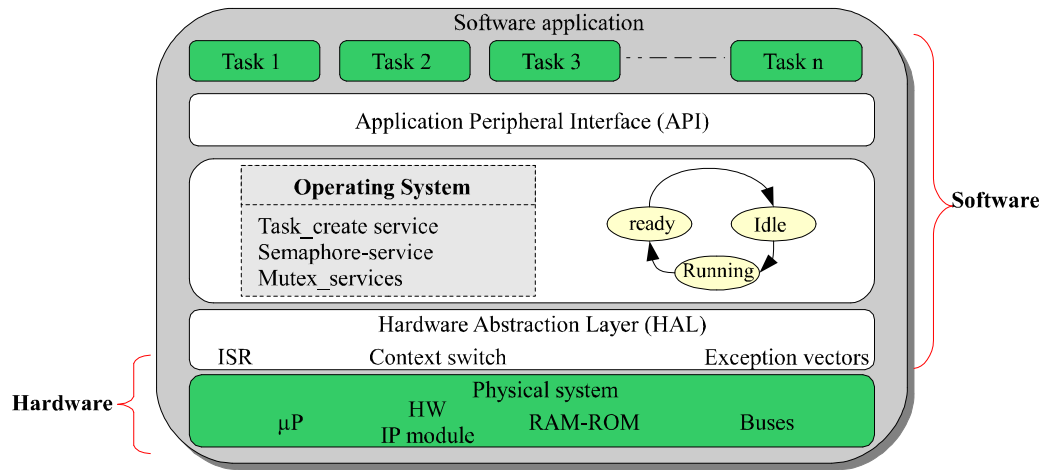 Software application
Task 1
Task 2
Task 3
Task n
Application Peripheral Interface (API)
Operating System
Task_create service
Semaphore-service
Mutex_services
ready
Idle
Running
Software
Hardware Abstraction Layer (HAL)
ISR
Context switch
Exception vectors
Hardware
Physical system
µP
HW
IP module
RAM-ROM
Buses